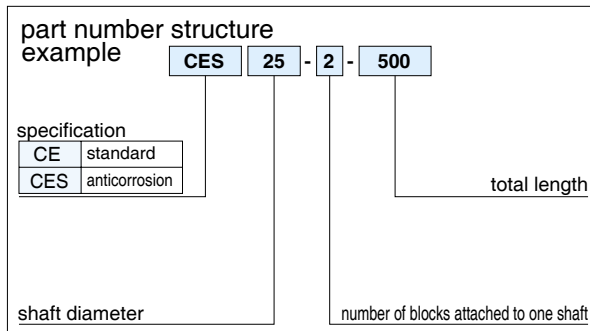 part number structure
example
CES 25 - 2 - 500
specification
CE standard
CES anticorrosion
total length
shaft diameter
number of blocks attached to one shaft